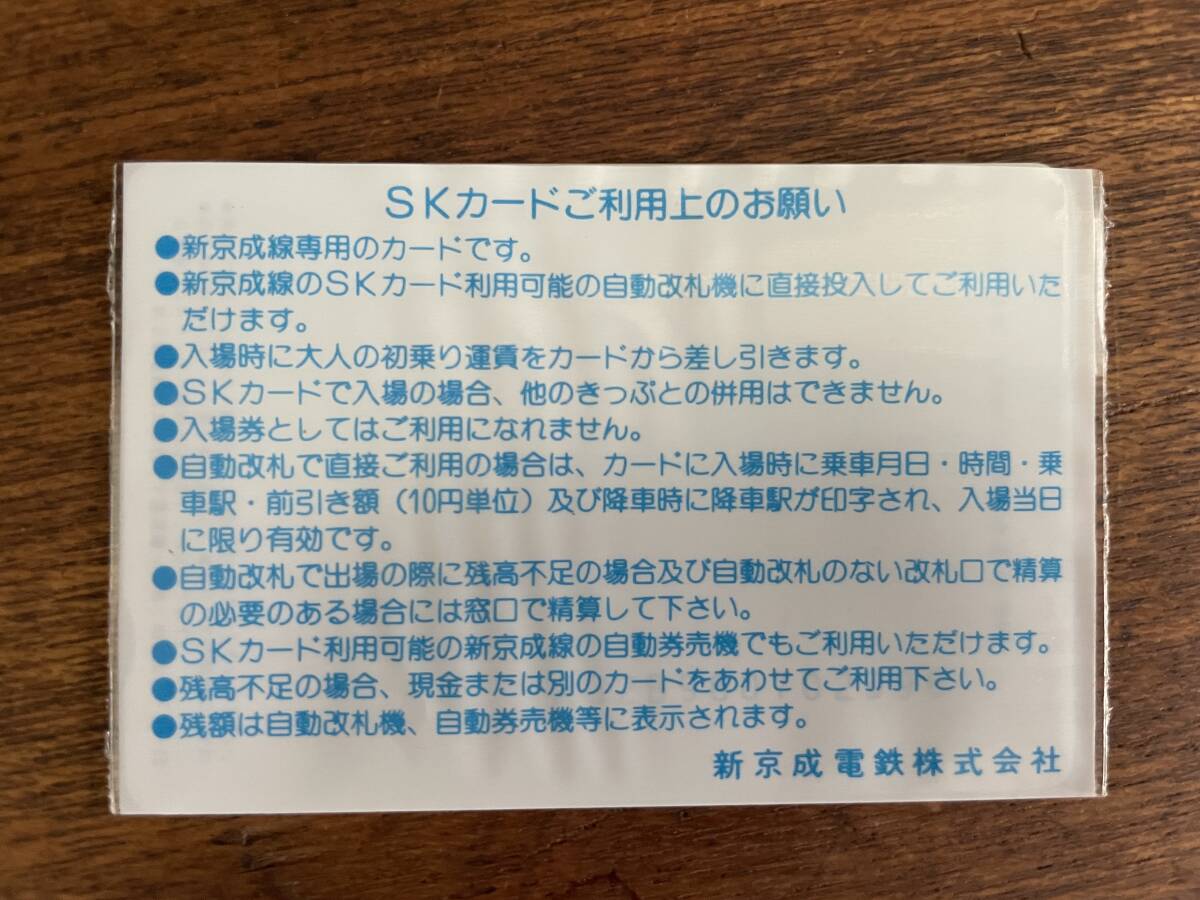 SKカードご利用上のお願い
●新京成線専用のカードです。
●新京成線のSKカード利用可能の自動改札機に直接投入してご利用いた
だけます。
●入場時に大人の初乗り運賃をカードから差し引きます。
●SKカードで入場の場合、他のきっぷとの併用はできません。
●入場券としてはご利用になれません。
●自動改札で直接ご利用の場合は、カードに入場時に乗車月日・時間・乗
車駅・前引き額（10円単位）及び降車時に降車駅が印字され、入場当日
に限り有効です。
●自動改札で出場の際に残高不足の場合及び自動改札のない改札口で精算
の必要のある場合には窓口で精算して下さい。
●SKカード利用可能の新京成線の自動券売機でもご利用いただけます。
●残高不足の場合、現金または別のカードをあわせてご利用下さい。
●残額は自動改札機、自動券売機等に表示されます。
新京成電鉄株式会社